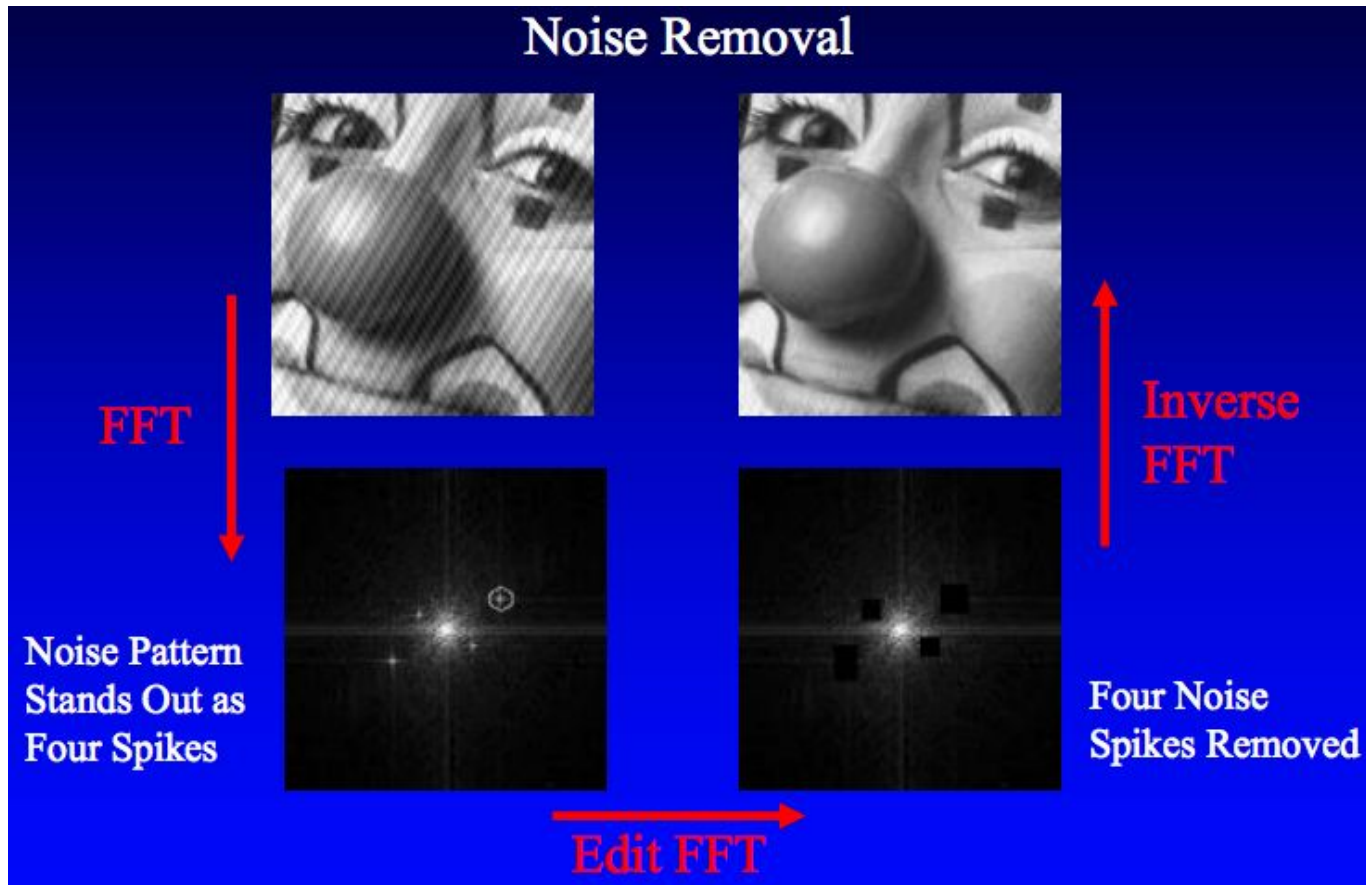 Noise Removal
FFT
Inverse
FFT
Noise Pattern
Stands Out as
Four Spikes
Four Noise
Spikes Removed
Edit FFT